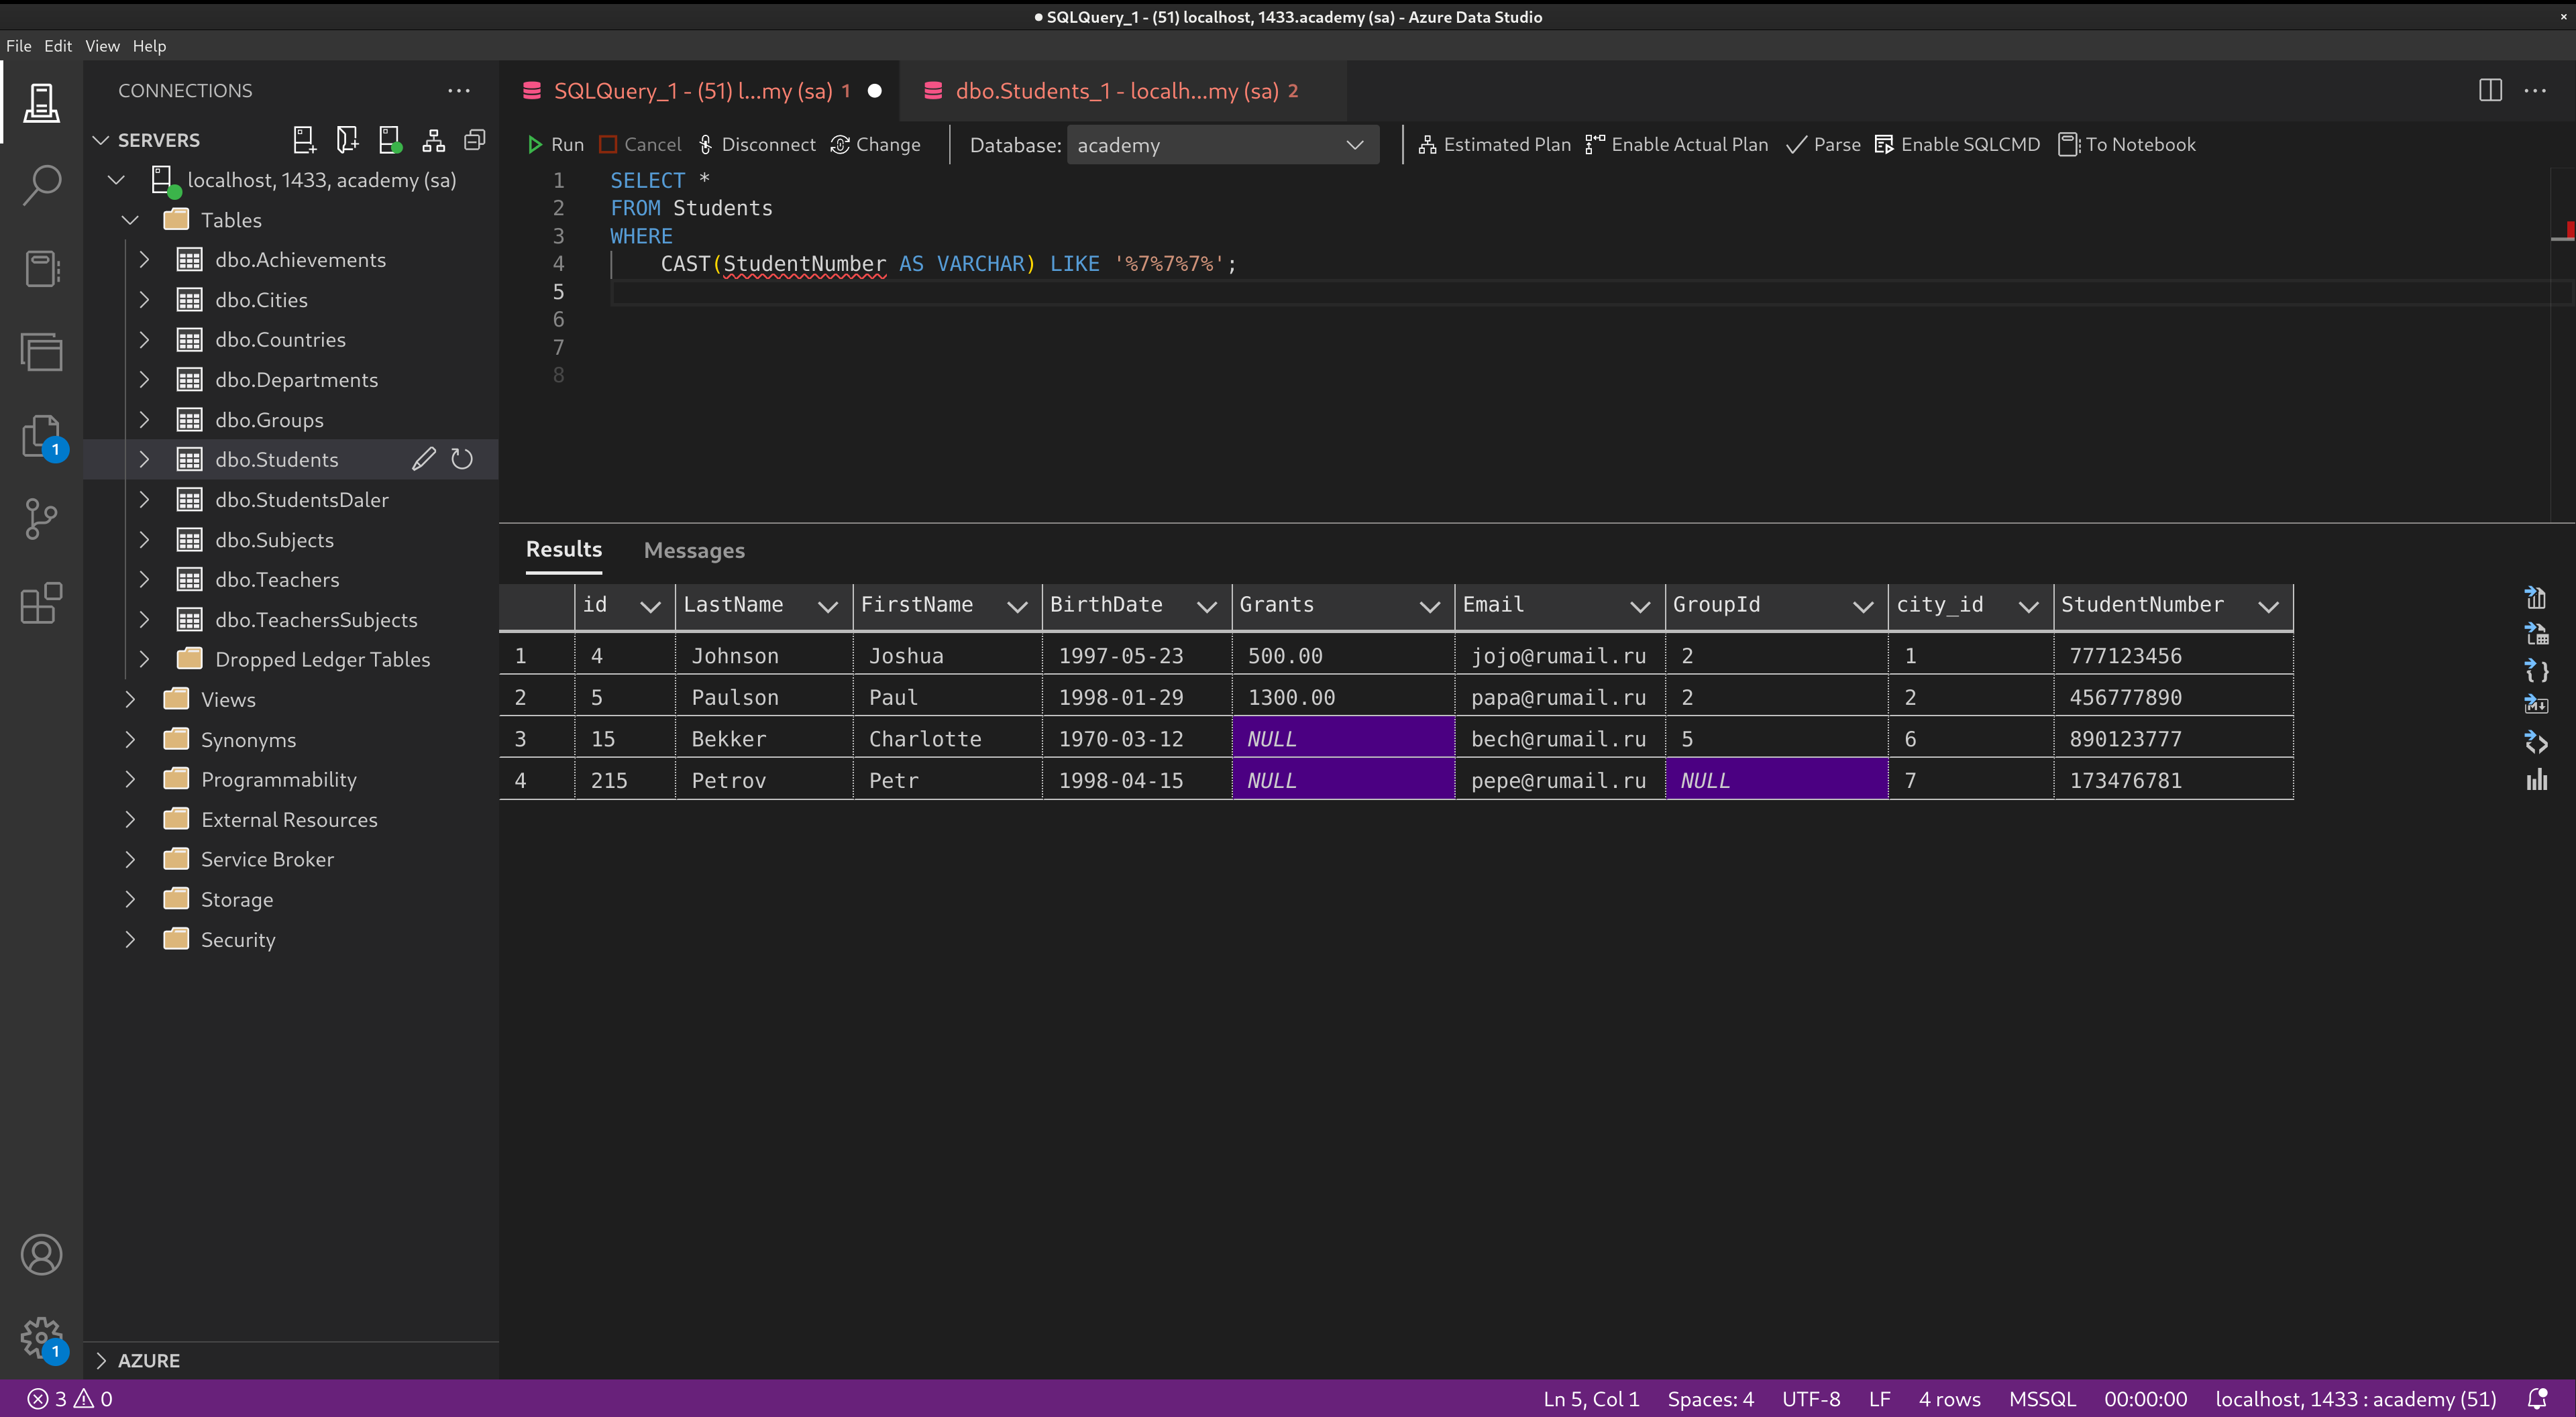 SQLQuery_1 - (51) localhost, 1433.academy (sa) - Azure Data Studio
File Edit View Help
CONNECTIONS
SERVERS
localhost, 1433, academy (sa)
Tables
dbo.Achievements
dbo.Cities
dbo.Countries
dbo.Departments
dbo.Groups
dbo.Students
dbo.StudentsDaler
dbo.Subjects
dbo.Teachers
dbo.TeachersSubjects
Dropped Ledger Tables
Views
Synonyms
Programmability
External Resources
Service Broker
Storage
Security
AZURE
1
1
SQLQuery_1 - (51) l...my (sa) 1
dbo.Students_1 - localh...my (sa) 2
Run Cancel Disconnect Change Database: academy Estimated Plan Enable Actual Plan Parse Enable SQLCMD To Notebook
1 SELECT *
2 FROM Students
3 WHERE
4 CAST(StudentNumber AS VARCHAR) LIKE '%7%7%7%';
5
6
7
8
Results Messages
id LastName FirstName BirthDate Grants Email GroupId city_id StudentNumber
1 4 Johnson Joshua 1997-05-23 500.00 jojo@rumail.ru 2 1 777123456
2 5 Paulson Paul 1998-01-29 1300.00 papa@rumail.ru 2 2 456777890
3 15 Bekker Charlotte 1970-03-12 NULL bech@rumail.ru 5 6 890123777
4 215 Petrov Petr 1998-04-15 NULL pepe@rumail.ru NULL 7 173476781
3 0 Ln 5, Col 1 Spaces: 4 UTF-8 LF 4 rows MSSQL 00:00:00 localhost, 1433 : academy (51)